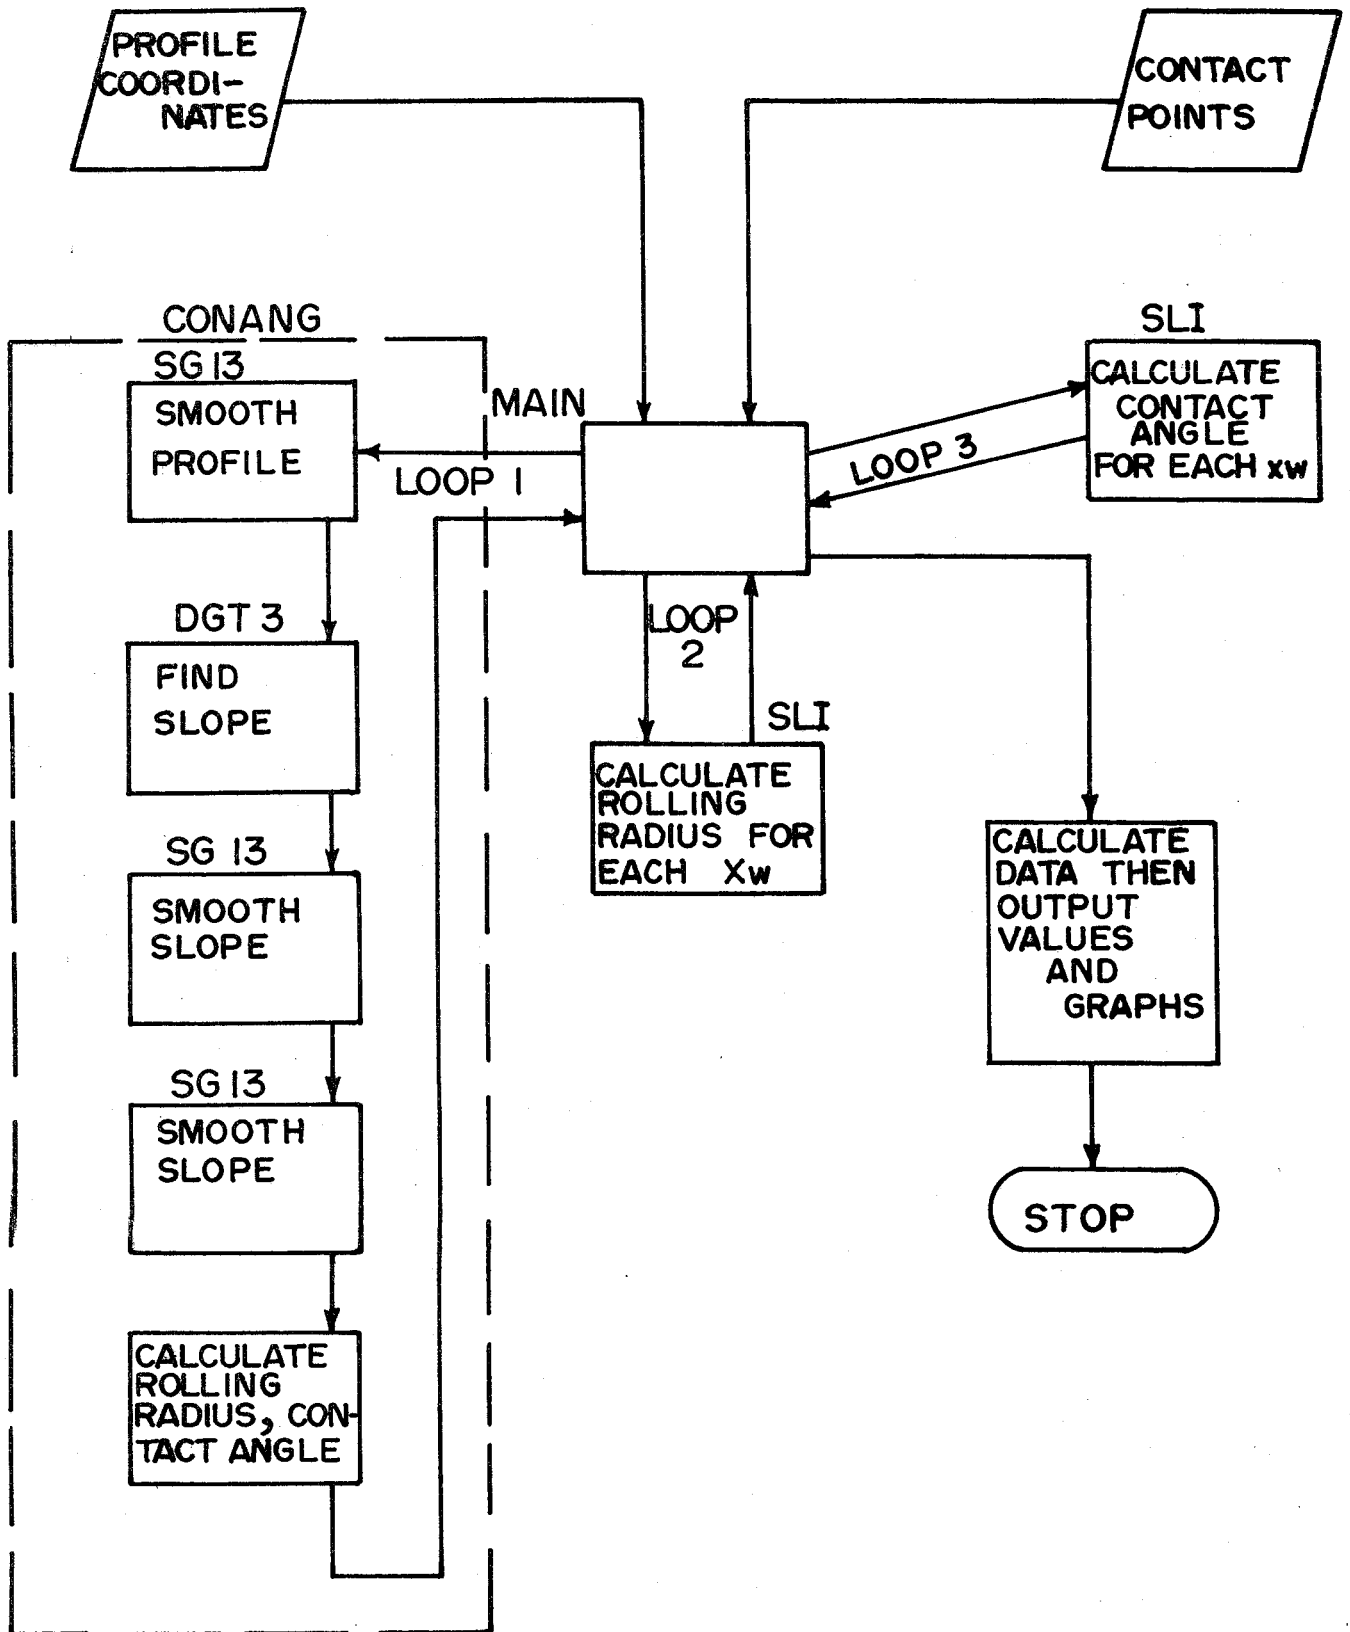 PROFILE
COORDI-
NATES
CONTACT
POINTS
CONANG
SG 13
SMOOTH
PROFILE
MAIN
LOOP 1
SLI
CALCULATE
CONTACT
ANGLE
FOR EACH xw
LOOP 3
DGT 3
FIND
SLOPE
LOOP
2
SLI
CALCULATE
ROLLING
RADIUS FOR
EACH Xw
SG 13
SMOOTH
SLOPE
CALCULATE
DATA THEN
OUTPUT
VALUES
AND
GRAPHS
SG 13
SMOOTH
SLOPE
STOP
CALCULATE
ROLLING
RADIUS, CON-
TACT ANGLE